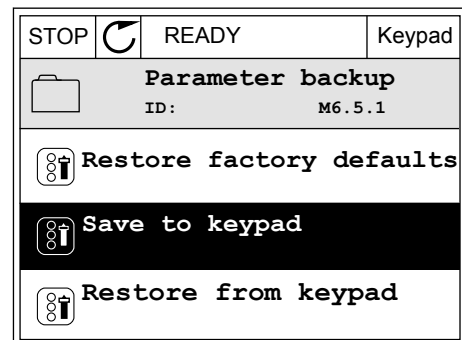 STOP READY Keypad
Parameter backup
ID: M6.5.1
Restore factory defaults
Save to keypad
Restore from keypad